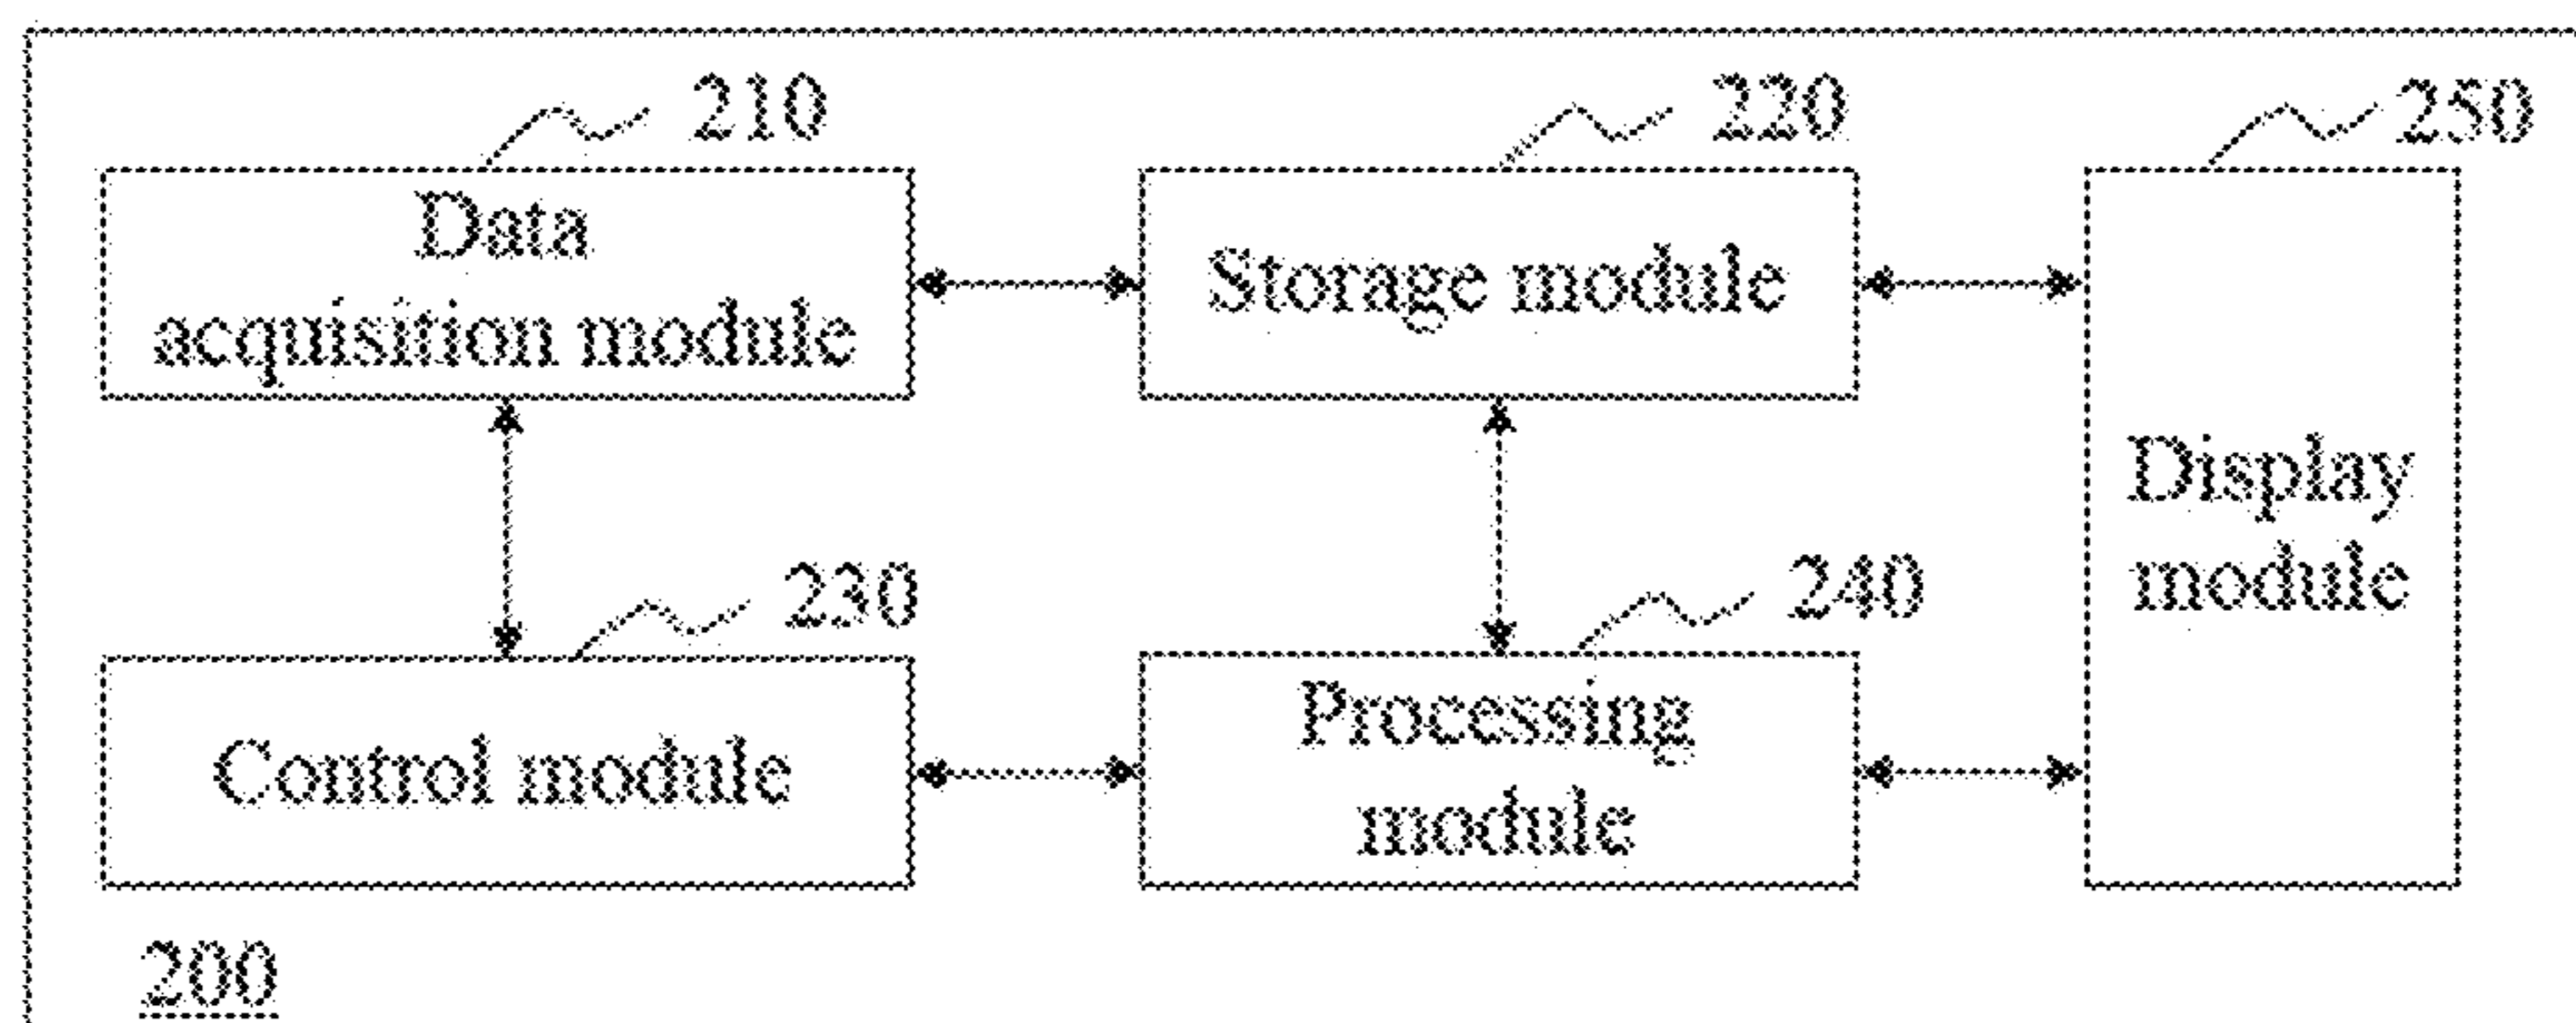 210
220
250
Data
acquisition module
Storage module
Display
module
230
240
Control module
Processing
module
200